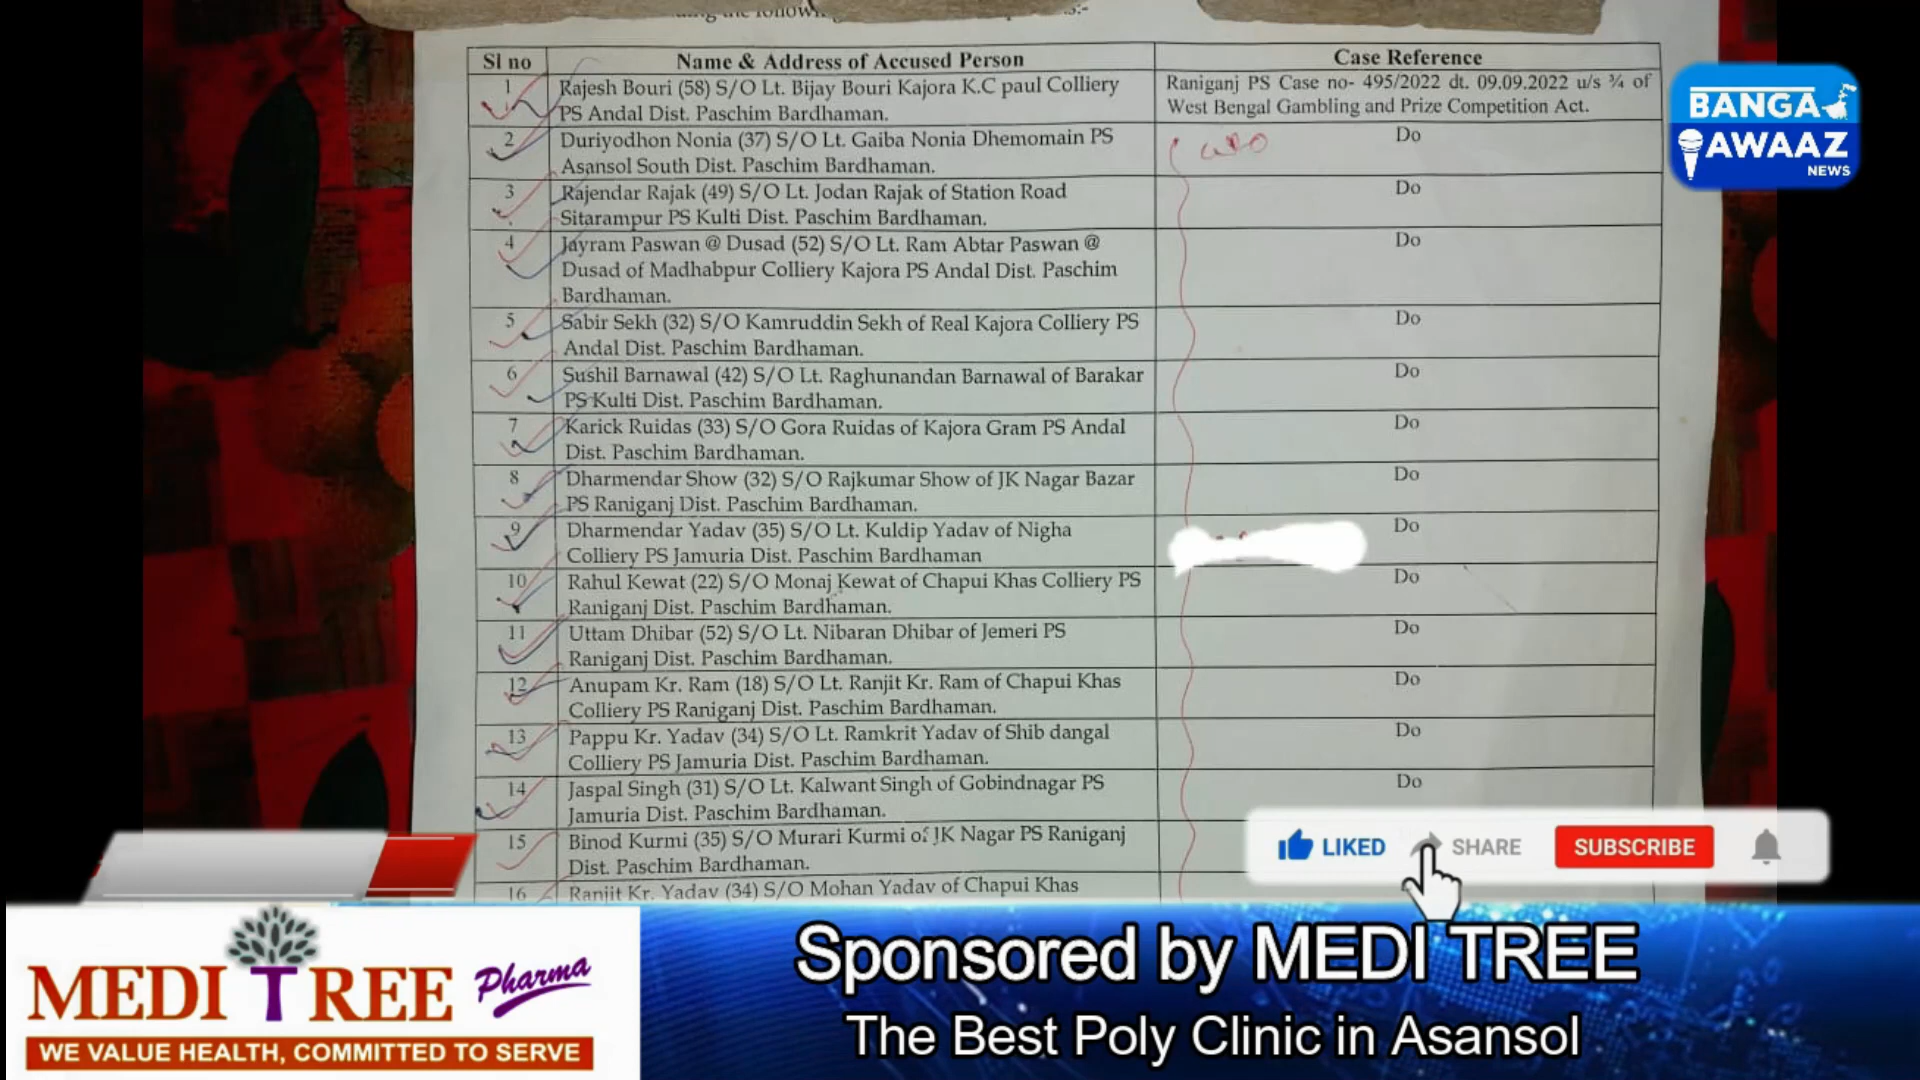 Sl no Name & Address of Accused Person Case Reference
1 Rajesh Bouri (58) S/O Lt. Bijay Bouri Kajora K.C paul Colliery Raniganj PS Case no- 495/2022 dt. 09.09.2022 u/s ¾ of
PS Andal Dist. Paschim Bardhaman. West Bengal Gambling and Prize Competition Act.
2 Duriyodhon Nonia (37) S/O Lt. Gaiba Nonia Dhemomain PS Do
Asansol South Dist. Paschim Bardhaman.
3 Rajendar Rajak (49) S/O Lt. Jodan Rajak of Station Road Do
Sitarampur PS Kulti Dist. Paschim Bardhaman.
4 Jayram Paswan @ Dusad (52) S/O Lt. Ram Abtar Paswan @ Do
Dusad of Madhabpur Colliery Kajora PS Andal Dist. Paschim
Bardhaman.
5 Sabir Sekh (32) S/O Kamruddin Sekh of Real Kajora Colliery PS Do
Andal Dist. Paschim Bardhaman.
6 Sushil Barnawal (42) S/O Lt. Raghunandan Barnawal of Barakar Do
PS Kulti Dist. Paschim Bardhaman.
7 Karick Ruidas (33) S/O Gora Ruidas of Kajora Gram PS Andal Do
Dist. Paschim Bardhaman.
8 Dharmendar Show (32) S/O Rajkumar Show of JK Nagar Bazar Do
PS Raniganj Dist. Paschim Bardhaman.
9 Dharmendar Yadav (35) S/O Lt. Kuldip Yadav of Nigha Do
Colliery PS Jamuria Dist. Paschim Bardhaman
10 Rahul Kewat (22) S/O Monaj Kewat of Chapui Khas Colliery PS Do
Raniganj Dist. Paschim Bardhaman.
11 Uttam Dhibar (52) S/O Lt. Nibaran Dhibar of Jemeri PS Do
Raniganj Dist. Paschim Bardhaman.
12 Anupam Kr. Ram (18) S/O Lt. Ranjit Kr. Ram of Chapui Khas Do
Colliery PS Raniganj Dist. Paschim Bardhaman.
13 Pappu Kr. Yadav (34) S/O Lt. Ramkrit Yadav of Shib dangal Do
Colliery PS Jamuria Dist. Paschim Bardhaman.
14 Jaspal Singh (31) S/O Lt. Kalwant Singh of Gobindnagar PS Do
Jamuria Dist. Paschim Bardhaman.
15 Binod Kurmi (35) S/O Murari Kurmi of JK Nagar PS Raniganj
Dist. Paschim Bardhaman.
16 Ranjit Kr. Yadav (34) S/O Mohan Yadav of Chapui Khas
BANGA
AWAAZ
NEWS
LIKED SHARE SUBSCRIBE
MEDI TREE Pharma
WE VALUE HEALTH, COMMITTED TO SERVE
Sponsored by MEDI TREE
The Best Poly Clinic in Asansol